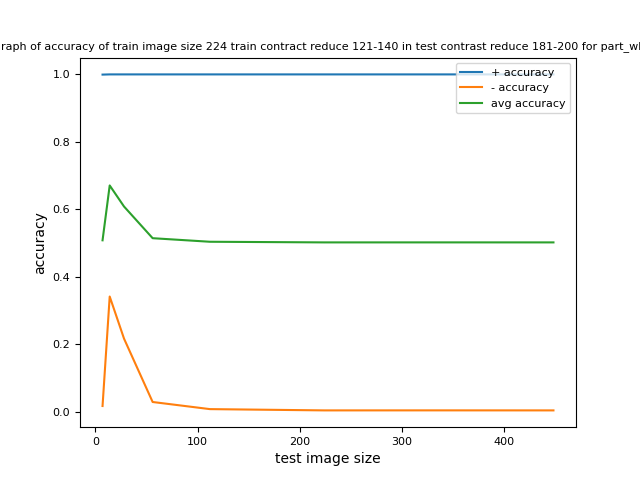 raph of accuracy of train image size 224 train contract reduce 121-140 in test contrast reduce 181-200 for
1.0
0.8
0.6
0.4
0.2
0.0
accuracy
+ accuracy
- accuracy
avg accuracy
0 100 200 300 400
test image size